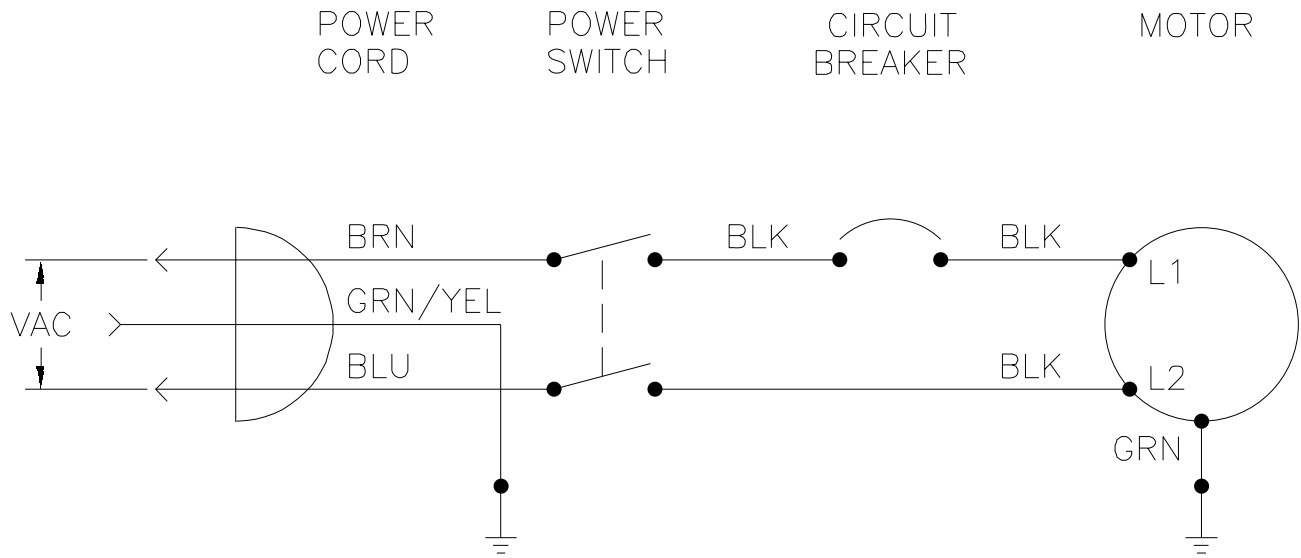 POWER
CORD
POWER
SWITCH
CIRCUIT
BREAKER
MOTOR
BRN
BLK
BLK
L1
GRN/YEL
VAC
BLU
BLK
L2
GRN